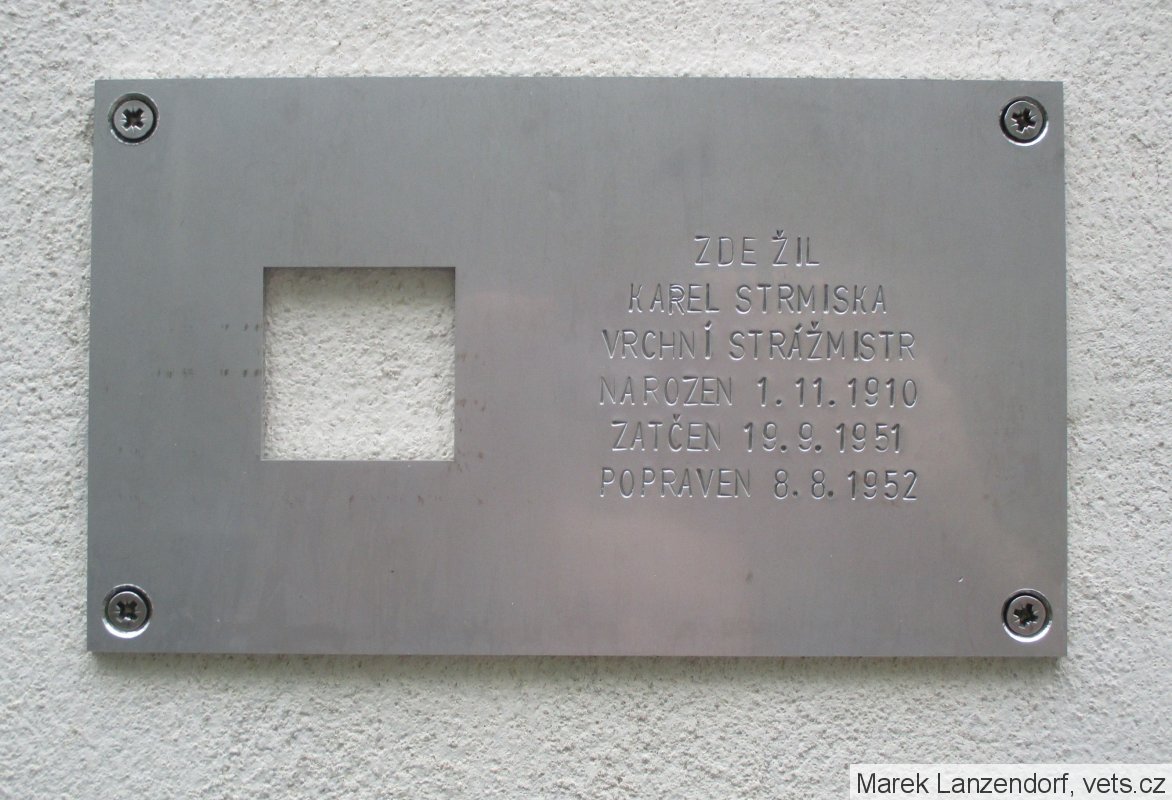 ZDE ŽIL
KAREL STRMISKA
VRCHNÍ STRÁŽMISTR
NAROZEN 1.11.1910
ZATČEN 19.9.1951
POPRAVEN 8.8.1952
Marek Lanzendorf, vets.cz